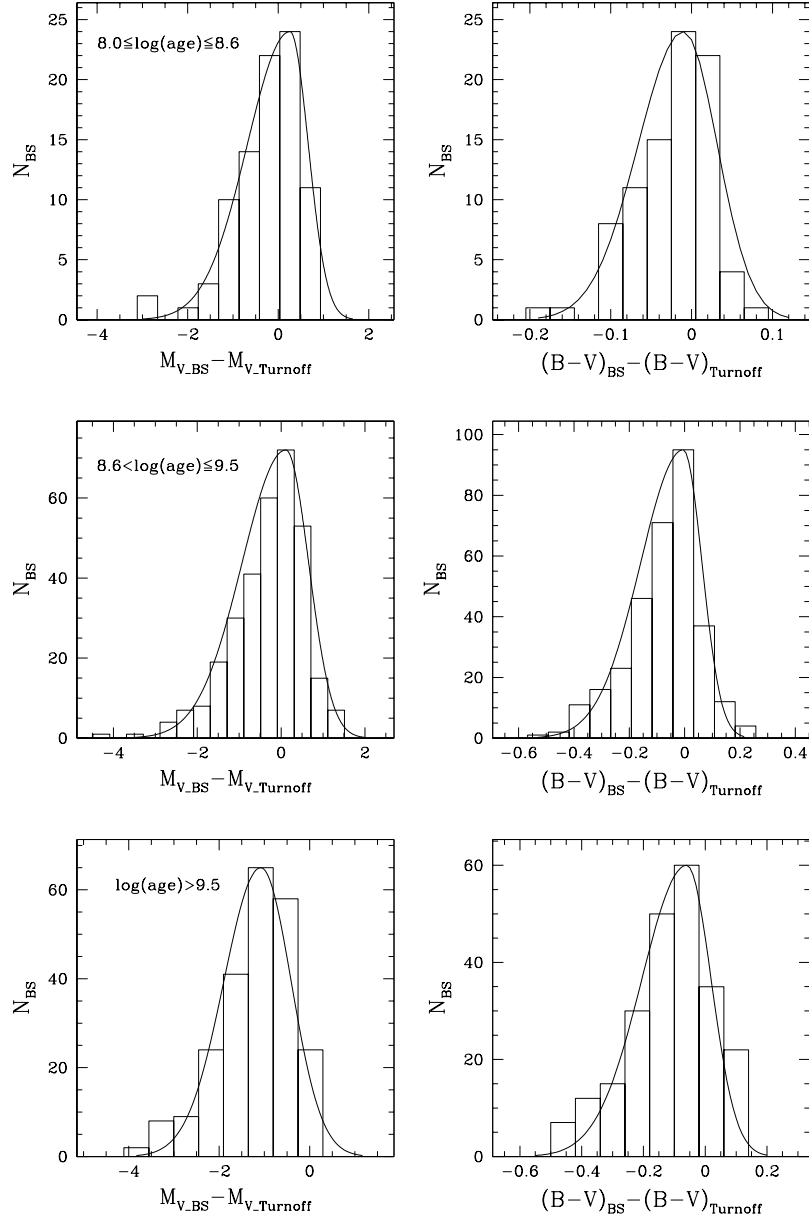 25
20
15
10
5
0
N_BS
8.0≤log(age)≤8.6
−4 −2 0 2
M_V_BS−M_V_Turnoff
25
20
15
10
5
0
N_BS
−0.2 −0.1 0 0.1
(B−V)_BS−(B−V)_Turnoff
60
40
20
0
N_BS
8.6<log(age)≤9.5
−4 −2 0 2
M_V_BS−M_V_Turnoff
100
80
60
40
20
0
N_BS
−0.6 −0.4 −0.2 0 0.2 0.4
(B−V)_BS−(B−V)_Turnoff
60
40
20
0
N_BS
log(age)>9.5
−4 −2 0
M_V_BS−M_V_Turnoff
60
40
20
0
N_BS
−0.6 −0.4 −0.2 0 0.2
(B−V)_BS−(B−V)_Turnoff